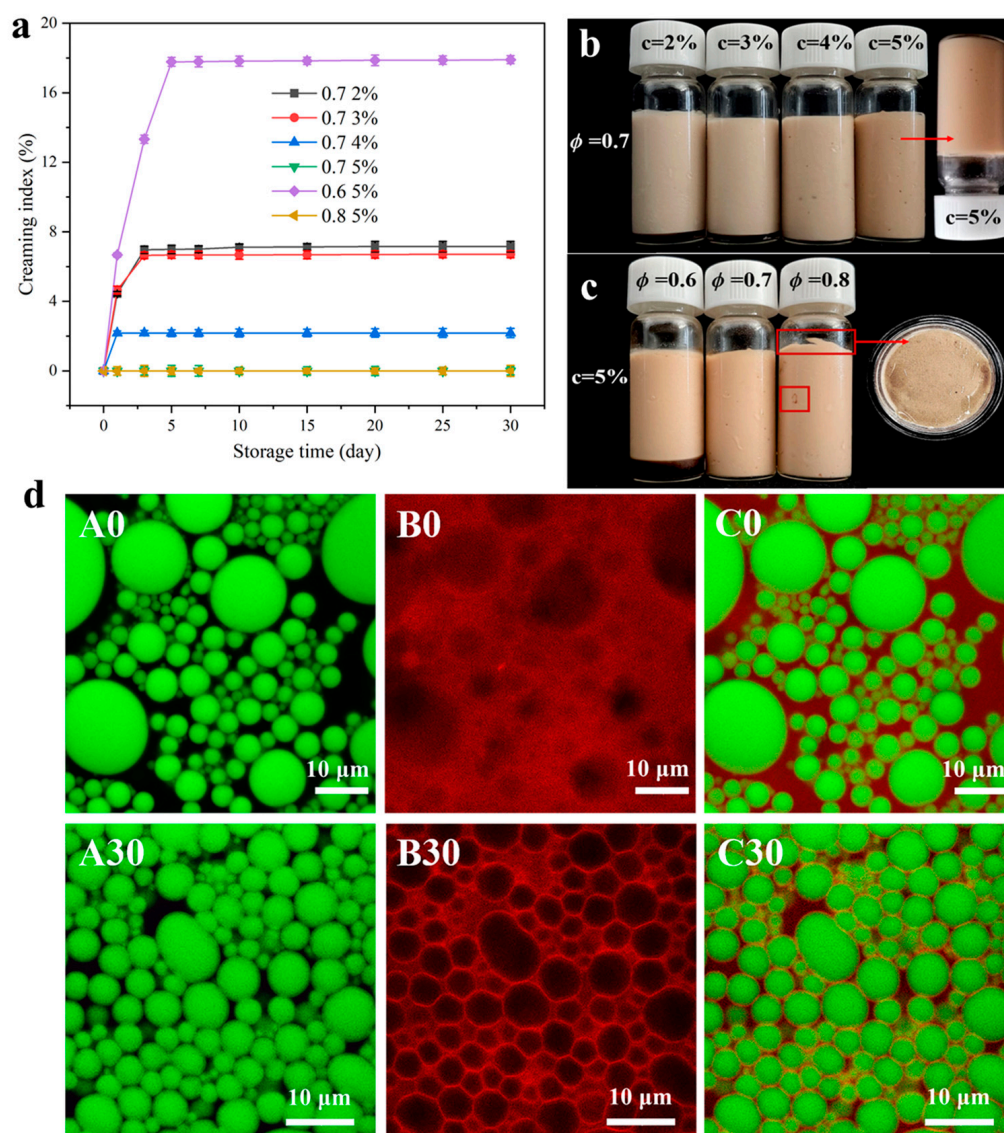 a
20
16
12
8
4
0
Creaming index (%)
0.7 2%
0.7 3%
0.7 4%
0.7 5%
0.6 5%
0.8 5%
0 5 10 15 20 25 30
Storage time (day)
b
c=2% c=3% c=4% c=5%
ϕ =0.7
c=5%
c
ϕ =0.6 ϕ =0.7 ϕ =0.8
c=5%
d
A0 B0 C0
10 μm 10 μm 10 μm
A30 B30 C30
10 μm 10 μm 10 μm